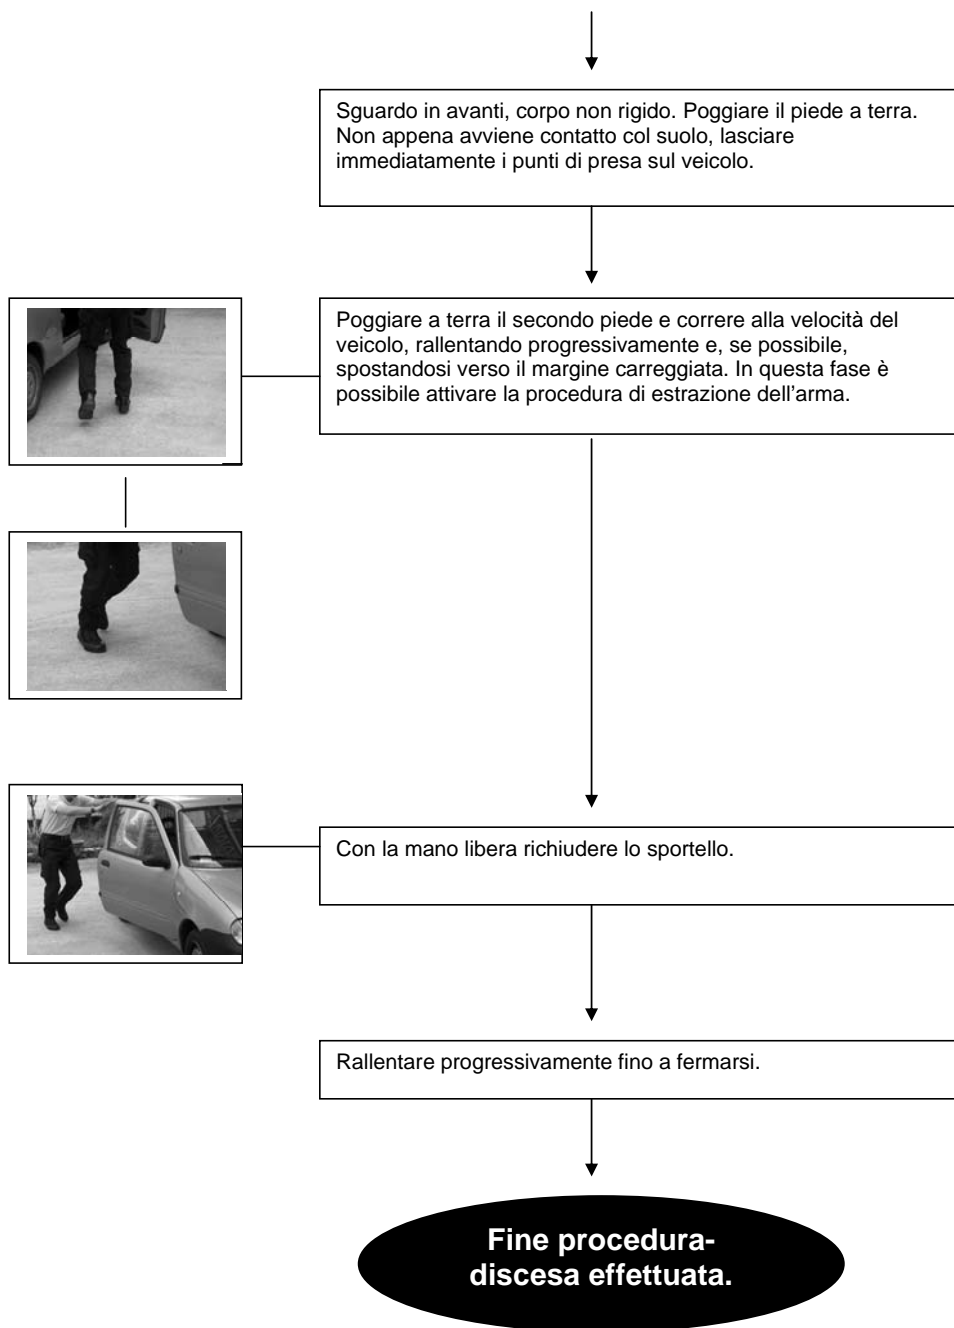 Sguardo in avanti, corpo non rigido. Poggiare il piede a terra.
Non appena avviene contatto col suolo, lasciare
immediatamente i punti di presa sul veicolo.
Poggiare a terra il secondo piede e correre alla velocità del
veicolo, rallentando progressivamente e, se possibile,
spostandosi verso il margine carreggiata. In questa fase è
possibile attivare la procedura di estrazione dell’arma.
Con la mano libera richiudere lo sportello.
Rallentare progressivamente fino a fermarsi.
Fine procedura-
discesa effettuata.